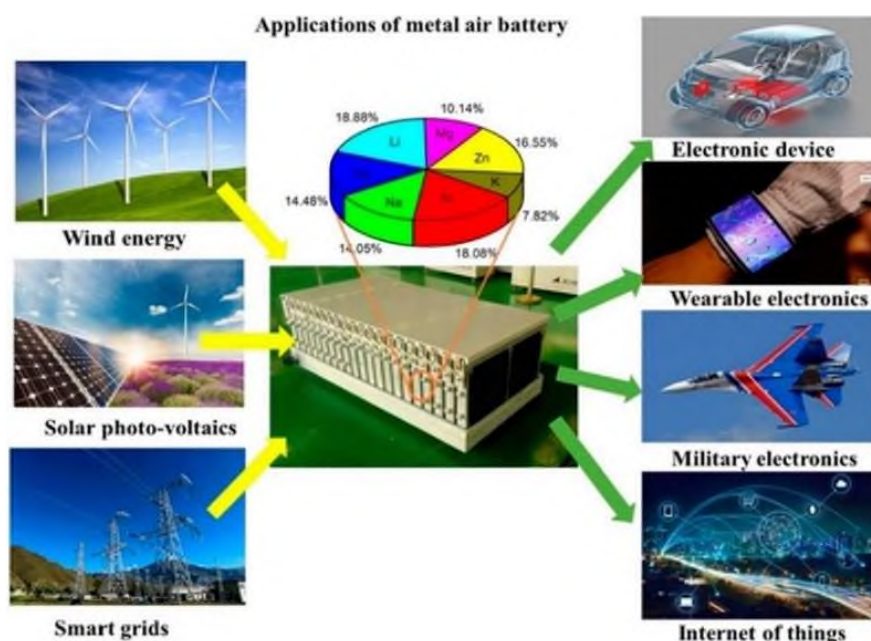 Applications of metal air battery
18.88%
10.14%
Li
Mg
16.55%
Zn
K
14.48%
Na
7.82%
14.05%
18.08%
Wind energy
Solar photo-voltaics
Smart grids
Electronic device
Wearable electronics
Military electronics
Internet of things